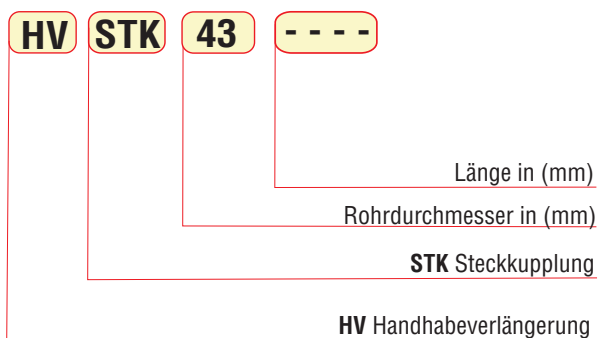 HV STK 43 - - - -
Länge in (mm)
Rohrdurchmesser in (mm)
STK Steckkupplung
HV Handhabeverlängerung